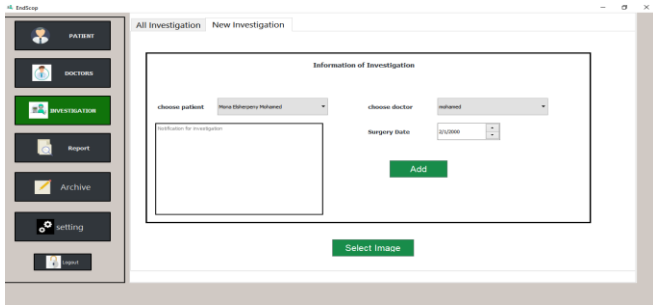 EndScop
All Investigation New Investigation
PATIENT
DOCTORS
INVESTIGATION
Report
Archive
setting
Logout
Information of Investigation
choose patient Mona Elsherpeny Mohamed choose doctor mohamed
Notification for investigation
Surgery Date 2/1/2000
Add
Select Image